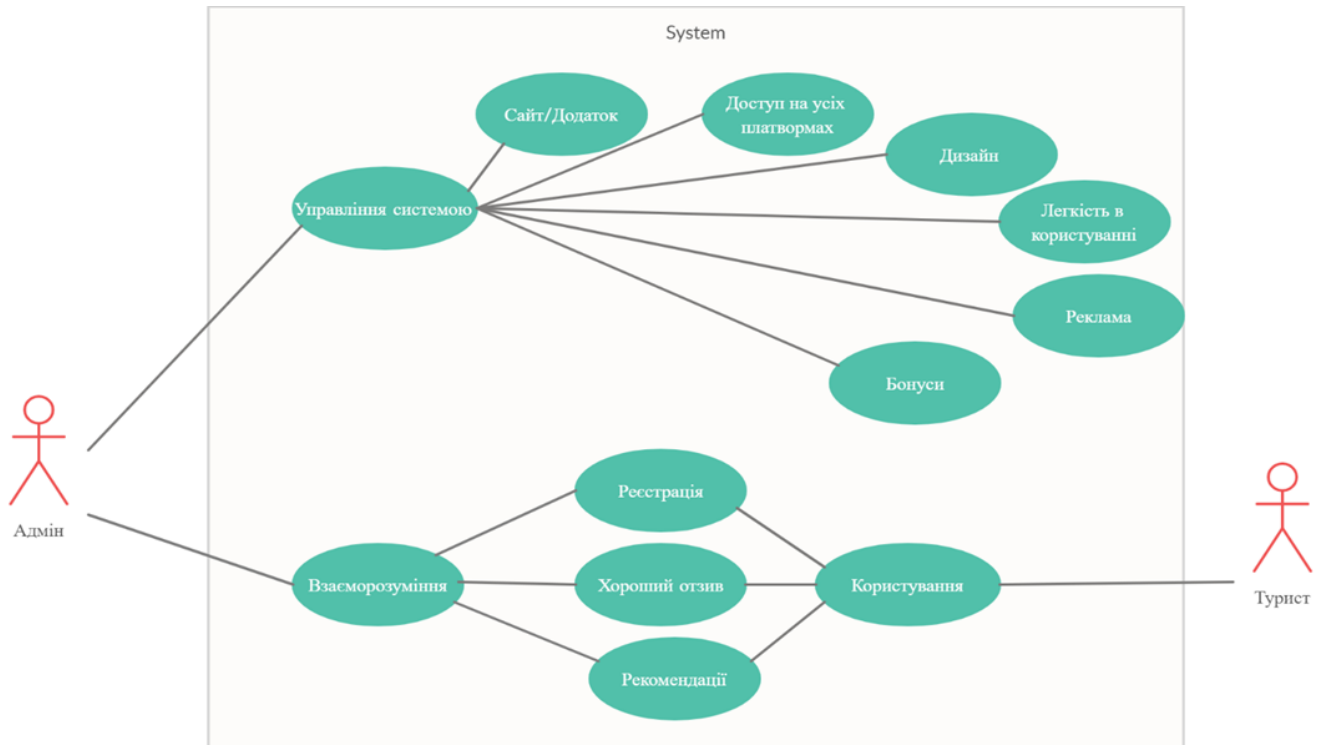 System
Сайт/Додаток
Доступ на усіх
платвормах
Дизайн
Управління системою
Легкість в
користуванні
Реклама
Бонуси
Реєстрація
Адмін
Взаєморозуміння
Хороший отзив
Користування
Турист
Рекомендації